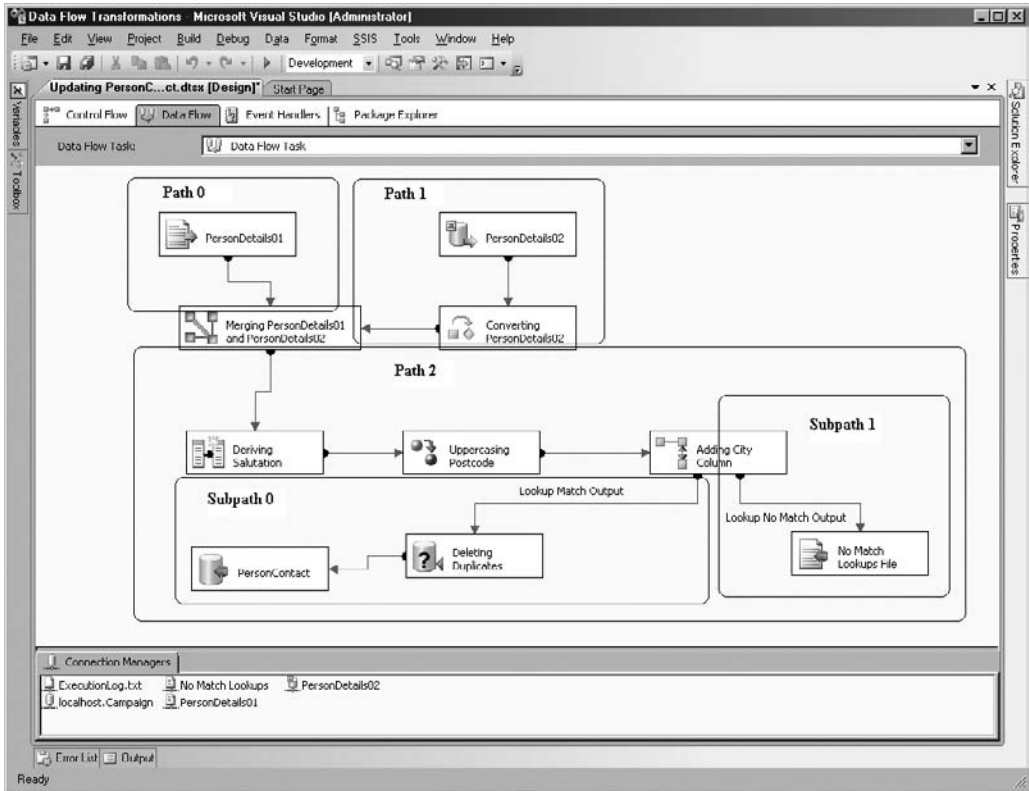 Data Flow Transformations - Microsoft Visual Studio [Administrator]
File Edit View Project Build Debug Data Format SSIS Tools Window Help
Development
Updating PersonC...ct.dtsx [Design]* Start Page
Variables
Toolbox
Solution Explorer
Properties
Control Flow Data Flow Event Handlers Package Explorer
Data Flow Task: Data Flow Task
Path 0
Path 1
PersonDetails01
PersonDetails02
Merging PersonDetails01
and PersonDetails02
Converting
PersonDetails02
Path 2
Subpath 1
Deriving
Salutation
Uppercasing
Postcode
Adding City
Column
Subpath 0
Lookup Match Output
Lookup No Match Output
PersonContact
Deleting
Duplicates
No Match
Lookups File
Connection Managers
ExecutionLog.txt No Match Lookups PersonDetails02
localhost.Campaign PersonDetails01
Error List Output
Ready